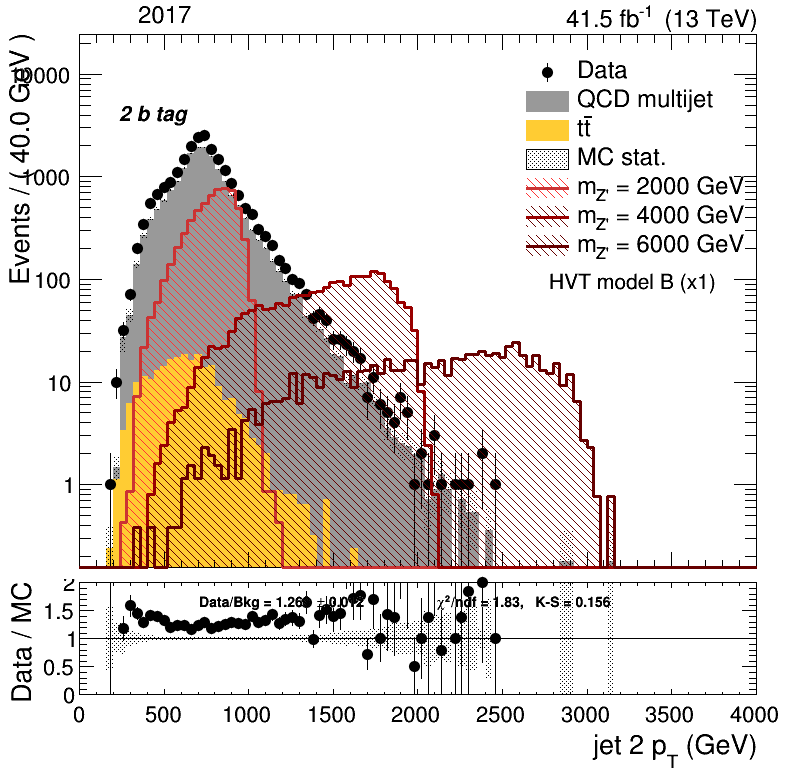 2017
41.5 fb⁻¹ (13 TeV)
Events / ( 40.0 GeV )
10000
1000
100
10
1
2 b tag
Data
QCD multijet
tt̄
MC stat.
m_Z' = 2000 GeV
m_Z' = 4000 GeV
m_Z' = 6000 GeV
HVT model B (x1)
Data / MC
2
1.5
1
0.5
0
χ²/ndf = 1.83, K-S = 0.156
0 500 1000 1500 2000 2500 3000 3500 4000
jet 2 p_T (GeV)